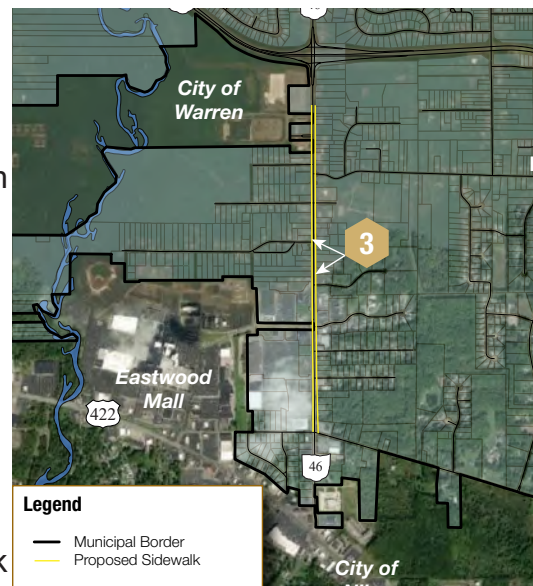 City of
Warren
3
Eastwood
Mall
422
46
Legend
Municipal Border
Proposed Sidewalk
City of